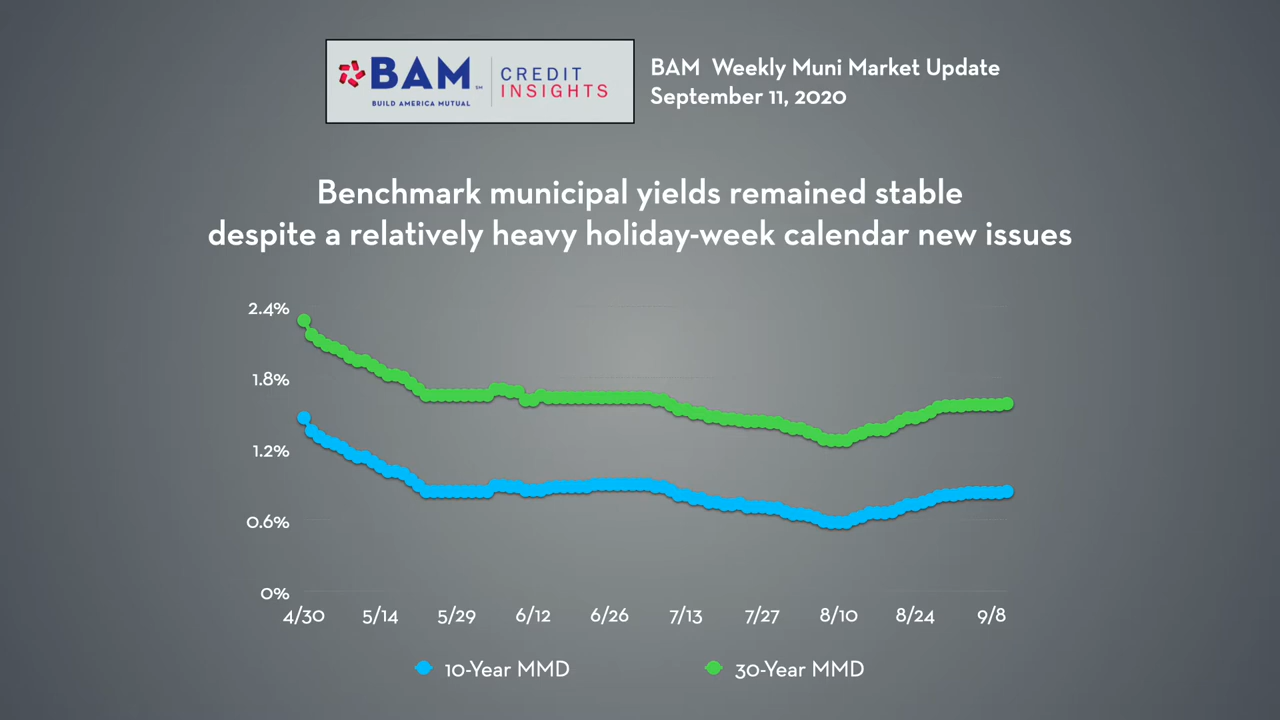 BAM SM
BUILD AMERICA MUTUAL
CREDIT
INSIGHTS
BAM Weekly Muni Market Update
September 11, 2020
Benchmark municipal yields remained stable
despite a relatively heavy holiday-week calendar new issues
2.4%
1.8%
1.2%
0.6%
0%
4/30 5/14 5/29 6/12 6/26 7/13 7/27 8/10 8/24 9/8
10-Year MMD 30-Year MMD